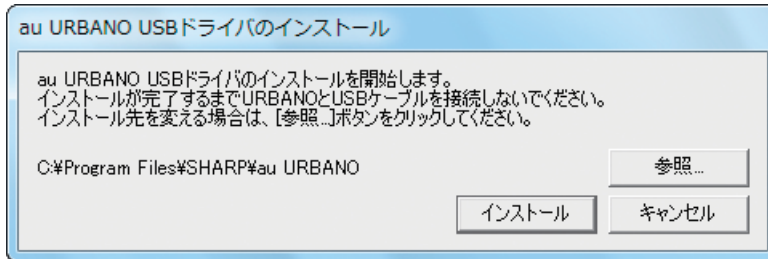 au URBANO USBドライバのインストール
au URBANO USBドライバのインストールを開始します。
インストールが完了するまでURBANOとUSBケーブルを接続しないでください。
インストール先を変える場合は、[参照...]ボタンをクリックしてください。
C:¥Program Files¥SHARP¥au URBANO
参照...
インストール
キャンセル